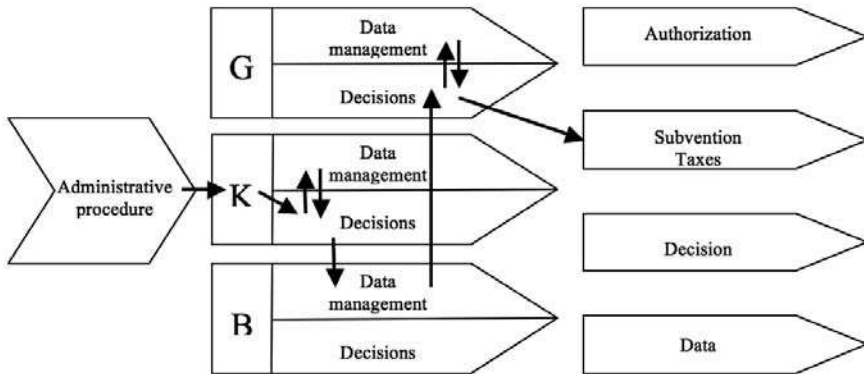 Administrative
procedure
G
Data
management
Decisions
K
Data
management
Decisions
B
Data
management
Decisions
Authorization
Subvention
Taxes
Decision
Data